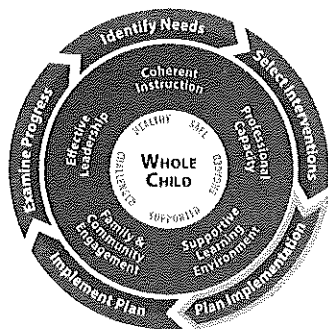 Identify Needs
Select Interventions
Plan Implementation
Implement Plan
Examine Progress
Coherent
Instruction
Professional
Capacity
Supportive
Learning
Environment
Family &
Community
Engagement
Effective
Leadership
HEALTHY
SAFE
ENGAGED
SUPPORTED
CHALLENGED
WHOLE
CHILD